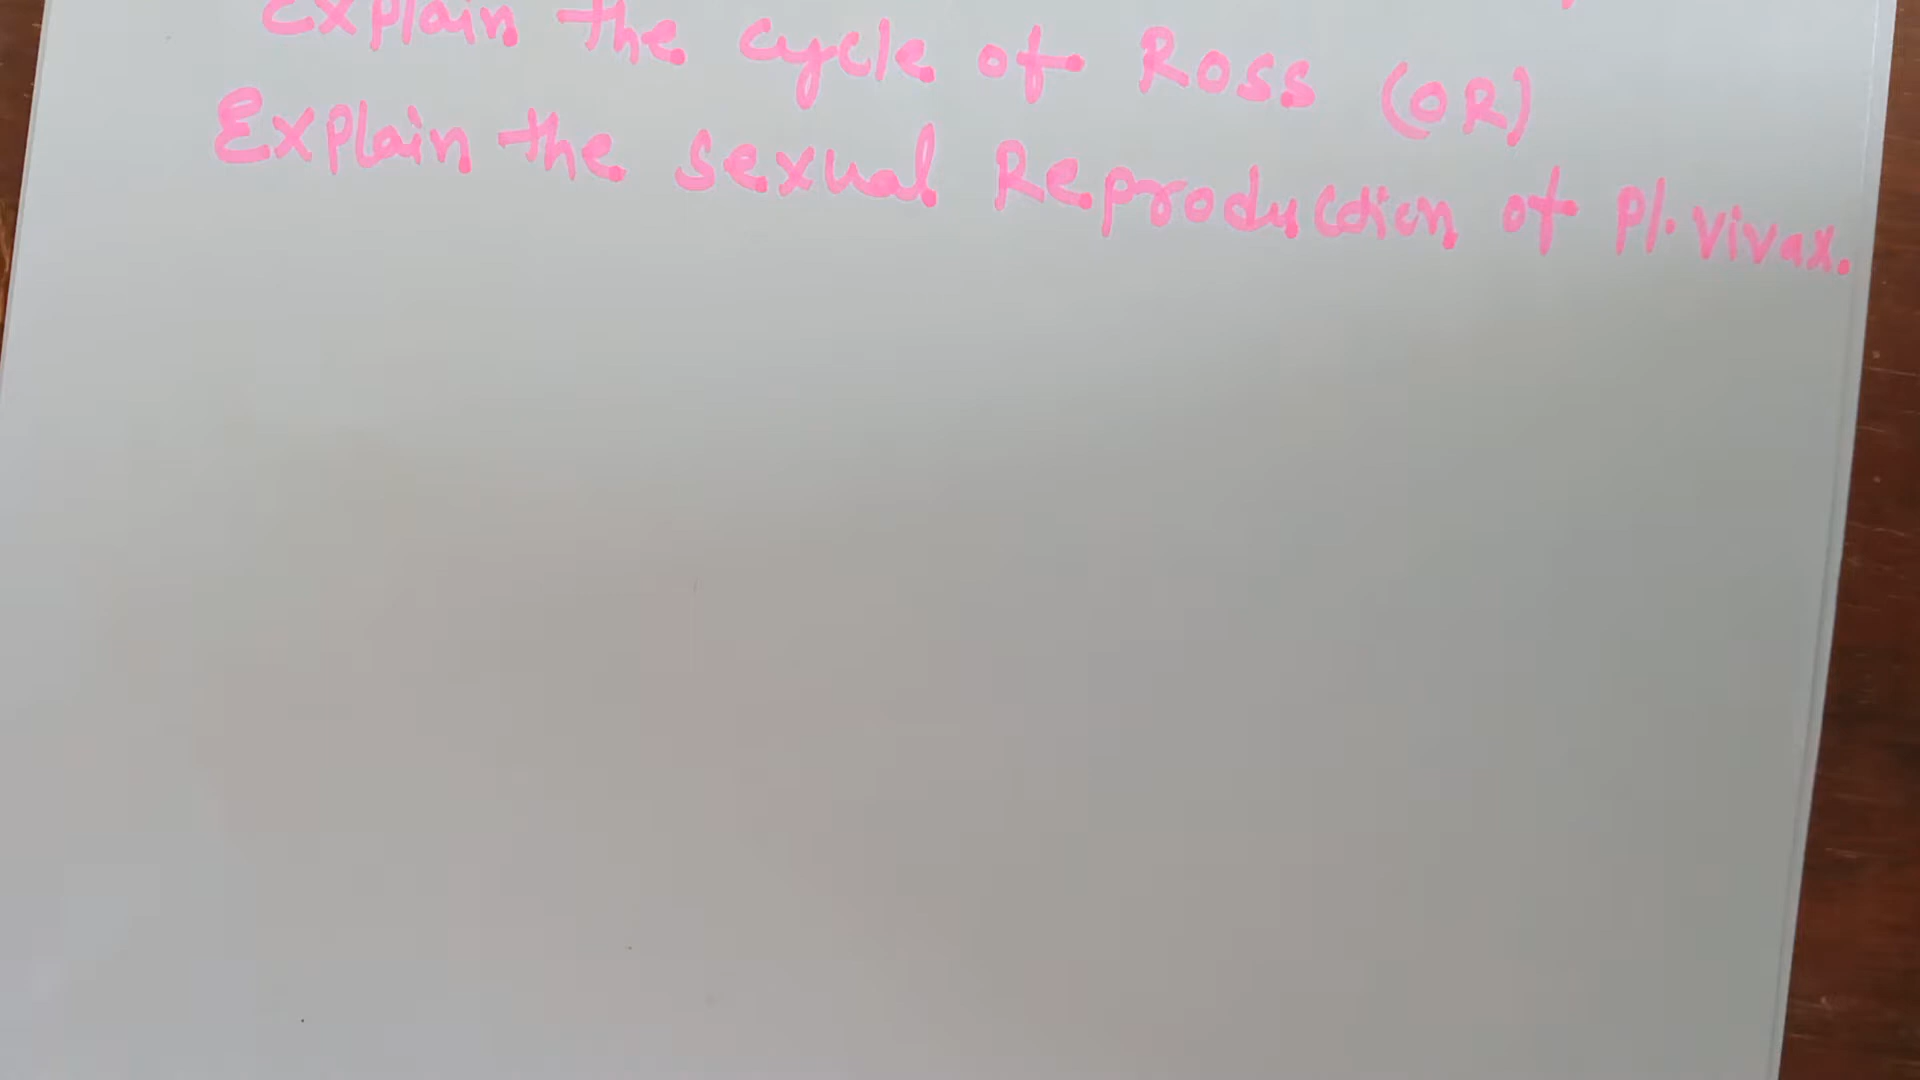 Explain the cycle of Ross (OR)
Explain the sexual Reproduction of Pl. vivax.